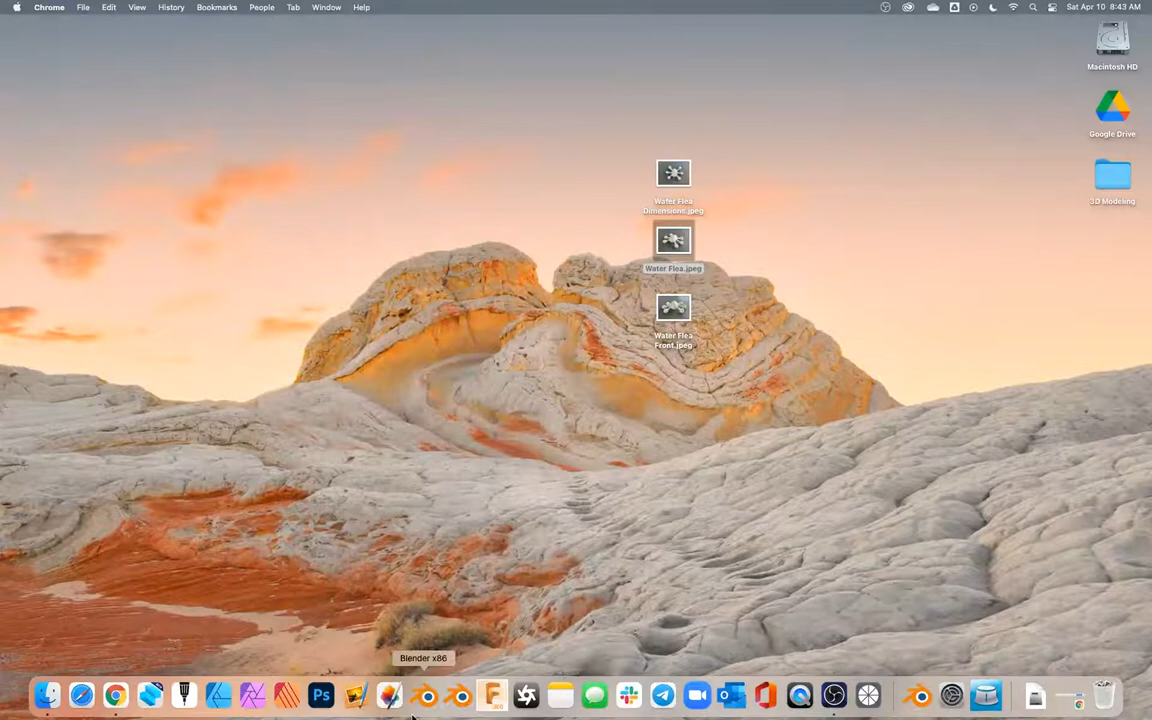 Chrome File Edit View History Bookmarks People Tab Window Help Sat Apr 10 8:43 AM
Macintosh HD
Google Drive
3D Modeling
Water Flea
Dimensions.jpeg
Water Flea.jpeg
Water Flea
Front.jpeg
Blender x86
Ps